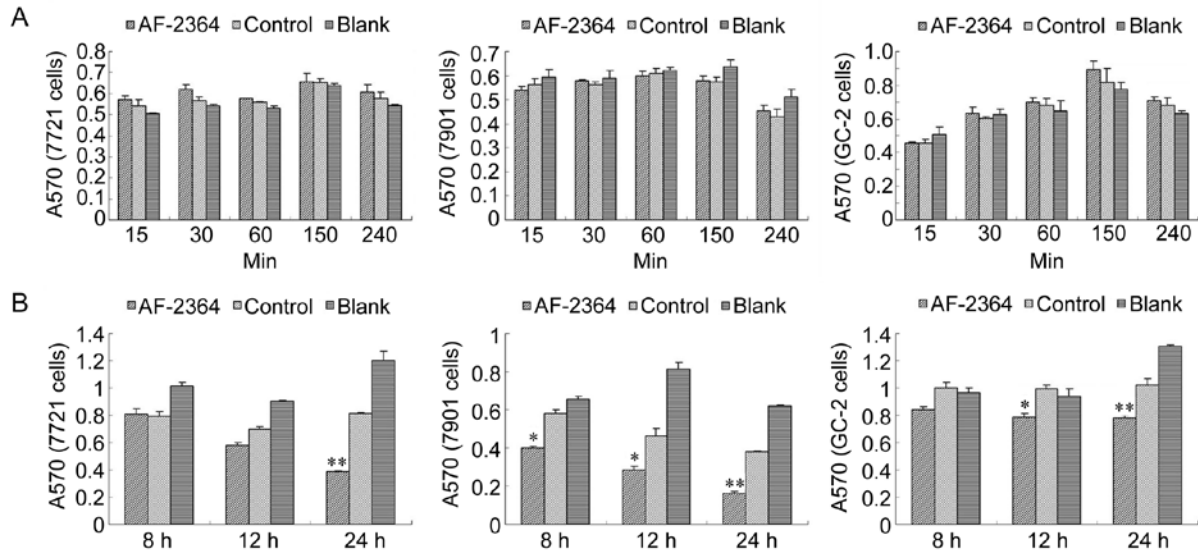 A
AF-2364 Control Blank
A570 (7721 cells)
0.8
0.7
0.6
0.5
0.4
0.3
0.2
0.1
0
15 30 60 150 240
Min
AF-2364 Control Blank
A570 (7901 cells)
0.7
0.6
0.5
0.4
0.3
0.2
0.1
0
15 30 60 150 240
Min
AF-2364 Control Blank
A570 (GC-2 cells)
1.0
0.8
0.6
0.4
0.2
0
15 30 60 150 240
Min
B
AF-2364 Control Blank
A570 (7721 cells)
1.4
1.2
1
0.8
0.6
0.4
0.2
0
**
8 h 12 h 24 h
AF-2364 Control Blank
A570 (7901 cells)
1
0.8
0.6
0.4
0.2
0
* * **
8 h 12 h 24 h
AF-2364 Control Blank
A570 (GC-2 cells)
1.4
1.2
1
0.8
0.6
0.4
0.2
0
* **
8 h 12 h 24 h